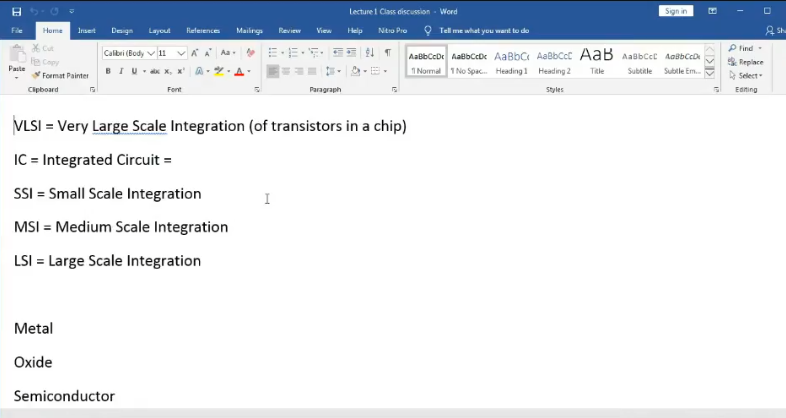 Lecture 1 Class discussion - Word
Sign in
File Home Insert Design Layout References Mailings Review View Help Nitro Pro Tell me what you want to do
Cut
Copy
Format Painter
Paste
Clipboard
Calibri (Body) 11
Font
Paragraph
AaBbCcDc AaBbCcDc AaBbCc AaBbCcC AaB AaBbCcC AaBbCcDc
¶ Normal ¶ No Spac... Heading 1 Heading 2 Title Subtitle Subtle Em...
Styles
Find
Replace
Select
Editing
VLSI = Very Large Scale Integration (of transistors in a chip)
IC = Integrated Circuit =
SSI = Small Scale Integration
MSI = Medium Scale Integration
LSI = Large Scale Integration
Metal
Oxide
Semiconductor